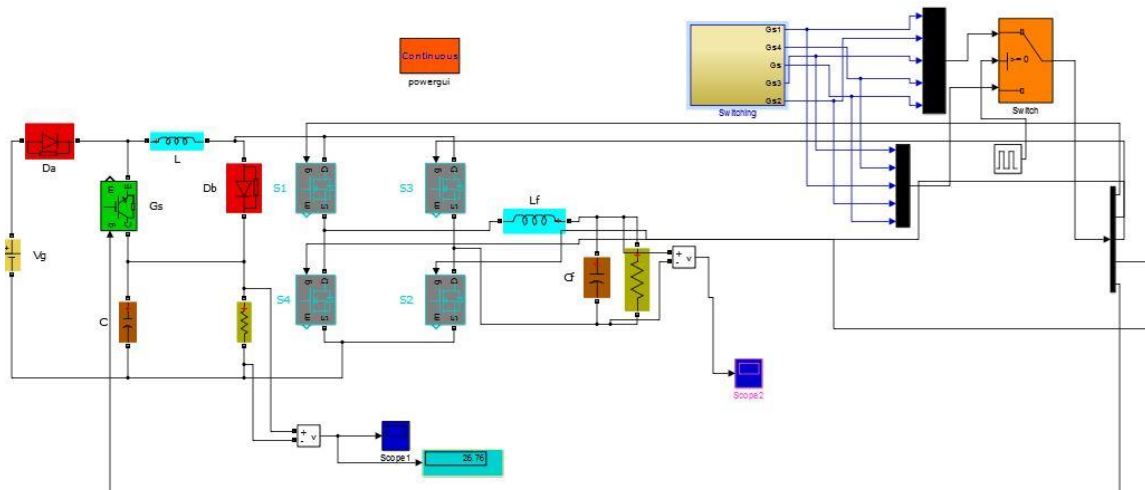 Continuous
powergui
Gs1
Gs4
Gs
Gs3
Gs2
Switching
>= 0
Switch
Da
L
Db
Gs
Vg
C
S1
S3
S4
S2
Lf
Cf
g
m
E
C
g
D
m
S
g
D
m
S
g
D
m
S
g
D
m
S
+
-
v
Scope2
+
-
v
Scope1
26.76